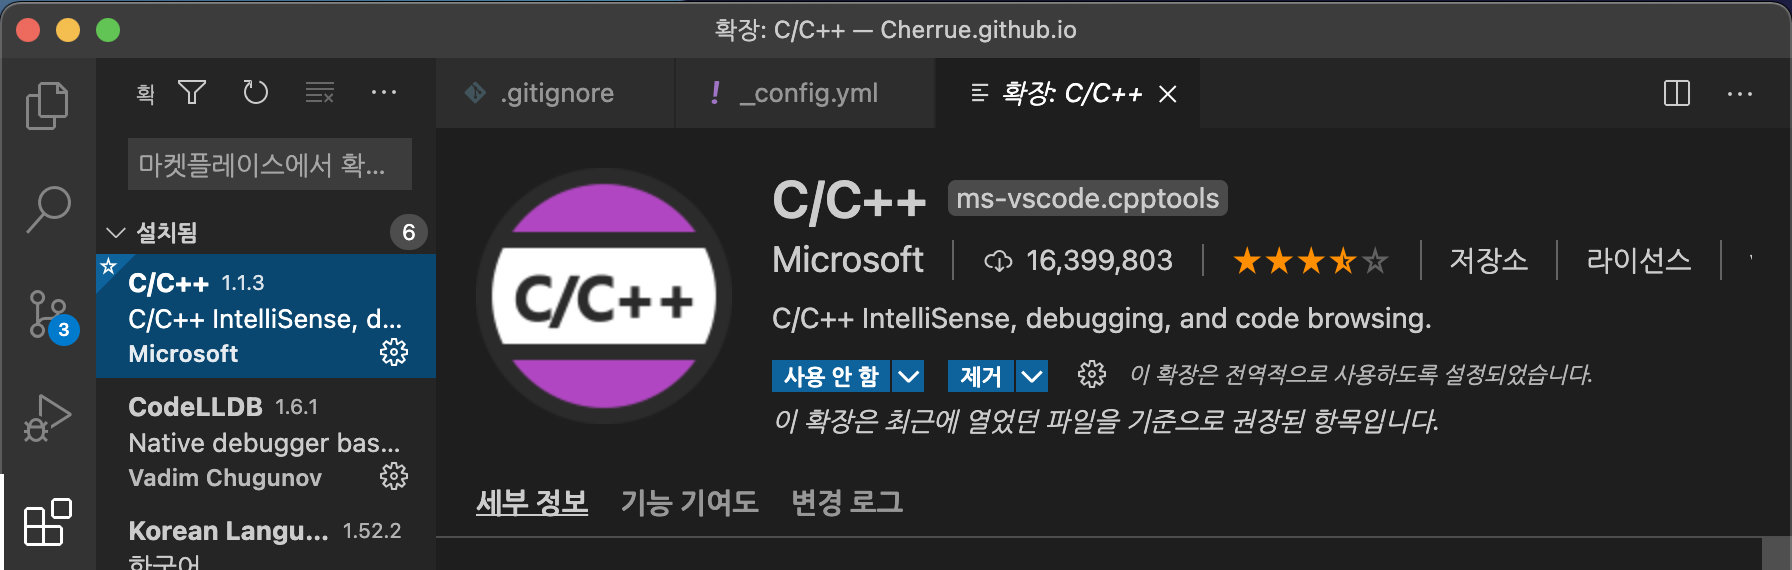 확장: C/C++ — Cherrue.github.io
확
마켓플레이스에서 확...
설치됨 6
C/C++ 1.1.3
C/C++ IntelliSense, d...
Microsoft
CodeLLDB 1.6.1
Native debugger bas...
Vadim Chugunov
Korean Langu... 1.52.2
한국어
3
.gitignore
! _config.yml
확장: C/C++
C/C++
C/C++ ms-vscode.cpptools
Microsoft 16,399,803 저장소 라이선스
C/C++ IntelliSense, debugging, and code browsing.
사용 안 함 제거 이 확장은 전역적으로 사용하도록 설정되었습니다.
이 확장은 최근에 열었던 파일을 기준으로 권장된 항목입니다.
세부 정보 기능 기여도 변경 로그